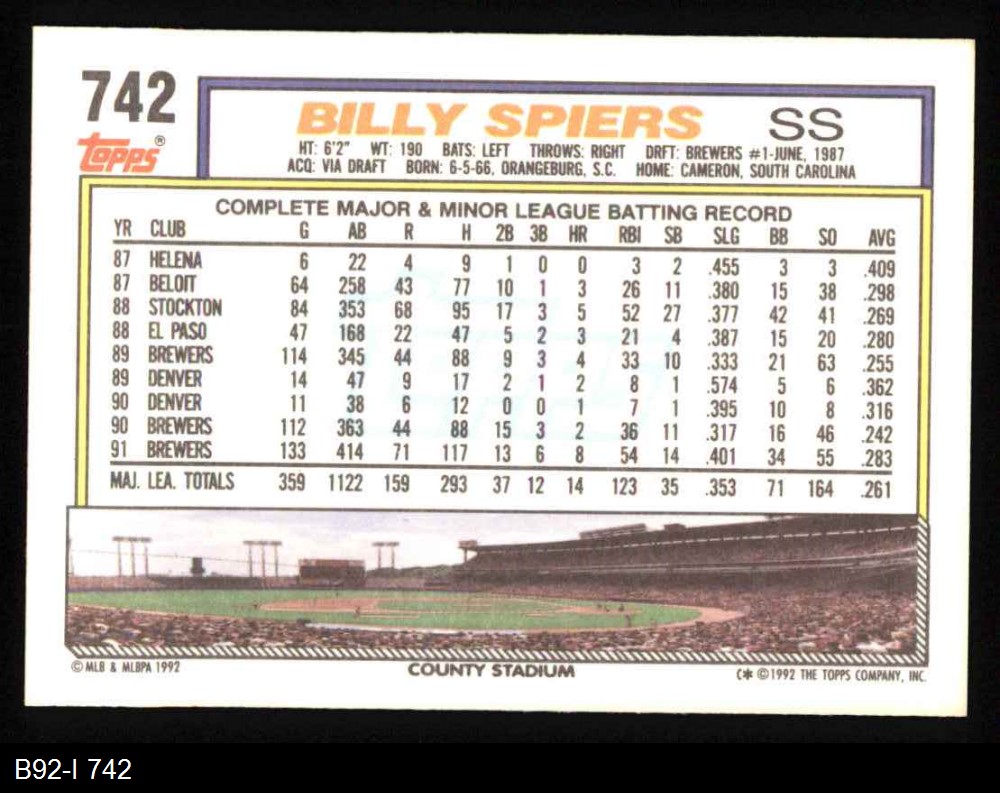 742
Topps®
BILLY SPIERS SS
HT: 6'2" WT: 190 BATS: LEFT THROWS: RIGHT DRFT: BREWERS #1-JUNE, 1987
ACQ: VIA DRAFT BORN: 6-5-66, ORANGEBURG, S.C. HOME: CAMERON, SOUTH CAROLINA
COMPLETE MAJOR & MINOR LEAGUE BATTING RECORD
YR CLUB G AB R H 2B 3B HR RBI SB SLG BB SO AVG
87 HELENA 6 22 4 9 1 0 0 3 2 .455 3 3 .409
87 BELOIT 64 258 43 77 10 1 3 26 11 .380 15 38 .298
88 STOCKTON 84 353 68 95 17 3 5 52 27 .377 42 41 .269
88 EL PASO 47 168 22 47 5 2 3 21 4 .387 15 20 .280
89 BREWERS 114 345 44 88 9 3 4 33 10 .333 21 63 .255
89 DENVER 14 47 9 17 2 1 2 8 1 .574 5 6 .362
90 DENVER 11 38 6 12 0 0 1 7 1 .395 10 8 .316
90 BREWERS 112 363 44 88 15 3 2 36 11 .317 16 46 .242
91 BREWERS 133 414 71 117 13 6 8 54 14 .401 34 55 .283
MAJ. LEA. TOTALS 359 1122 159 293 37 12 14 123 35 .353 71 164 .261
© MLB & MLBPA 1992 COUNTY STADIUM C* © 1992 THE TOPPS COMPANY, INC.
B92-I 742